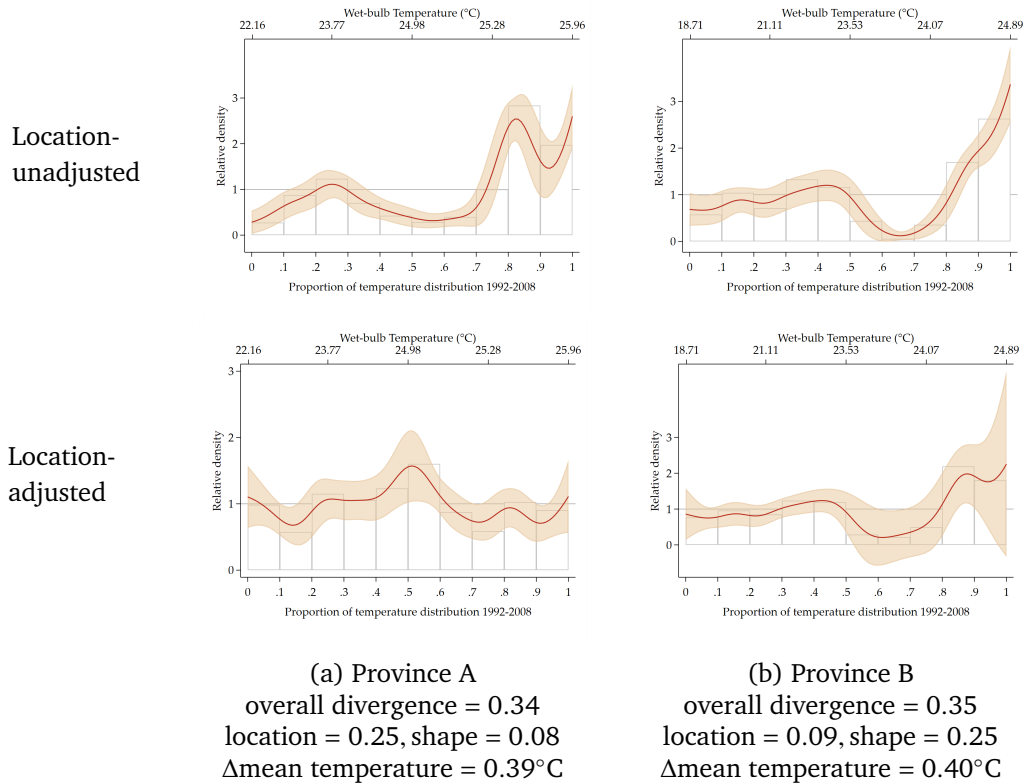 Wet-bulb Temperature (°C)
22.16 23.77 24.98 25.28 25.96
Relative density
3
2
1
0
0 .1 .2 .3 .4 .5 .6 .7 .8 .9 1
Proportion of temperature distribution 1992-2008
Wet-bulb Temperature (°C)
18.71 21.11 23.53 24.07 24.89
Relative density
3
2
1
0
0 .1 .2 .3 .4 .5 .6 .7 .8 .9 1
Proportion of temperature distribution 1992-2008
Location-
unadjusted
Wet-bulb Temperature (°C)
22.16 23.77 24.98 25.28 25.96
Relative density
3
2
1
0
0 .1 .2 .3 .4 .5 .6 .7 .8 .9 1
Proportion of temperature distribution 1992-2008
Wet-bulb Temperature (°C)
18.71 21.11 23.53 24.07 24.89
Relative density
3
2
1
0
0 .1 .2 .3 .4 .5 .6 .7 .8 .9 1
Proportion of temperature distribution 1992-2008
Location-
adjusted
(a) Province A
overall divergence = 0.34
location = 0.25, shape = 0.08
Δmean temperature = 0.39°C
(b) Province B
overall divergence = 0.35
location = 0.09, shape = 0.25
Δmean temperature = 0.40°C